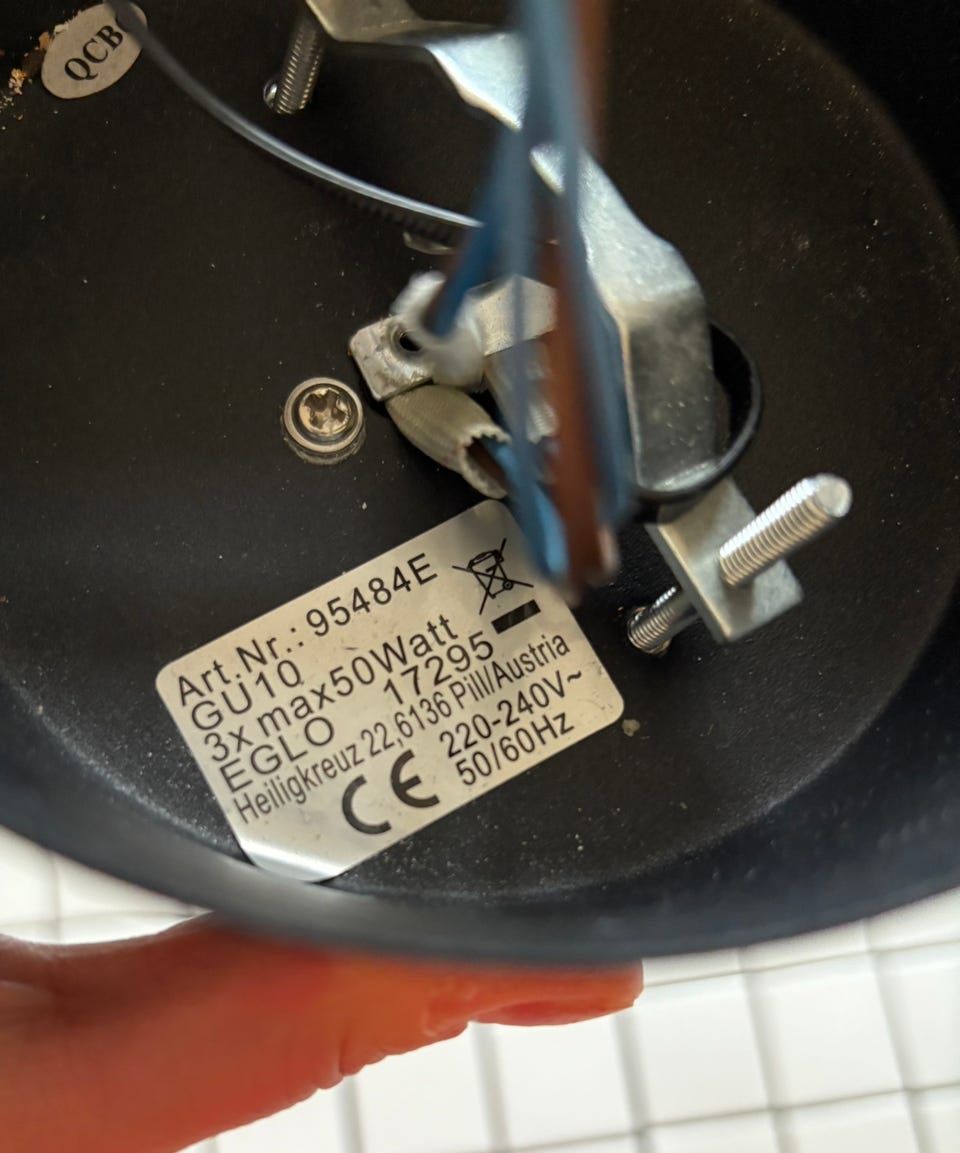 QCB
Art.Nr.: 95484E
GU10
3x max50Watt
EGLO 17295
Heiligkreuz 22,6136 Pill/Austria
CE 220-240V~
50/60Hz